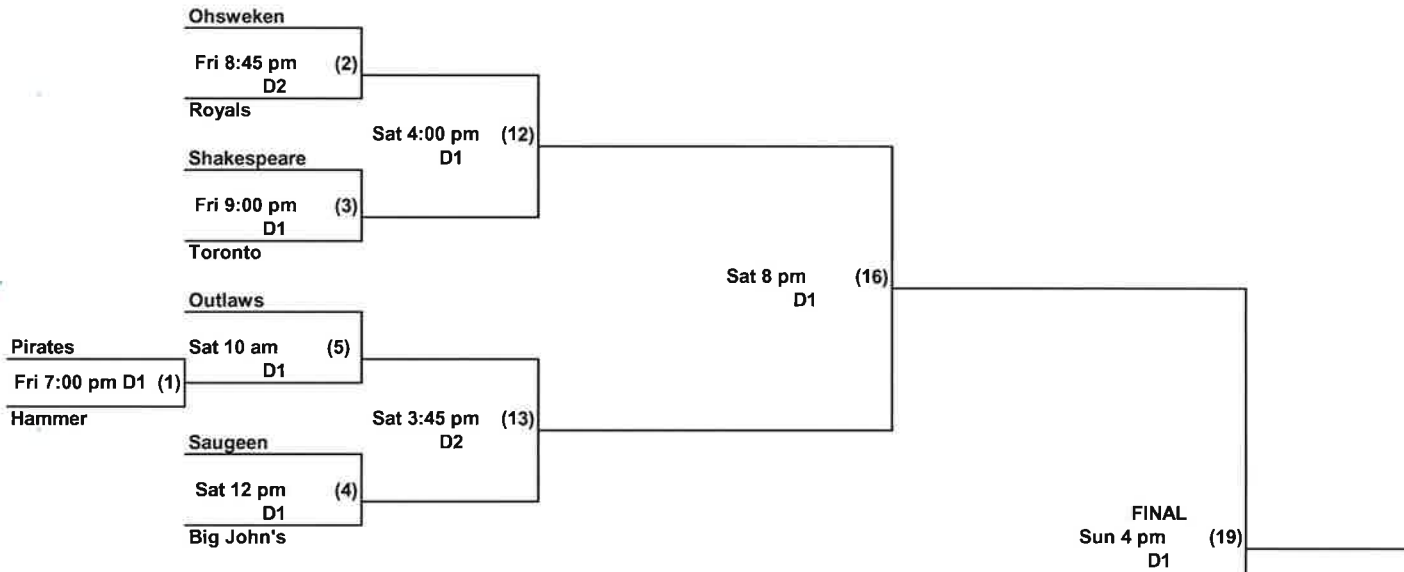 Ohsweken
Fri 8:45 pm (2)
D2
Royals
Sat 4:00 pm (12)
D1
Shakespeare
Fri 9:00 pm (3)
D1
Toronto
Sat 8 pm (16)
D1
Outlaws
Pirates
Sat 10 am (5)
D1
Fri 7:00 pm D1 (1)
Hammer
Sat 3:45 pm (13)
D2
Saugeen
Sat 12 pm (4)
D1
Big John's
FINAL
Sun 4 pm (19)
D1